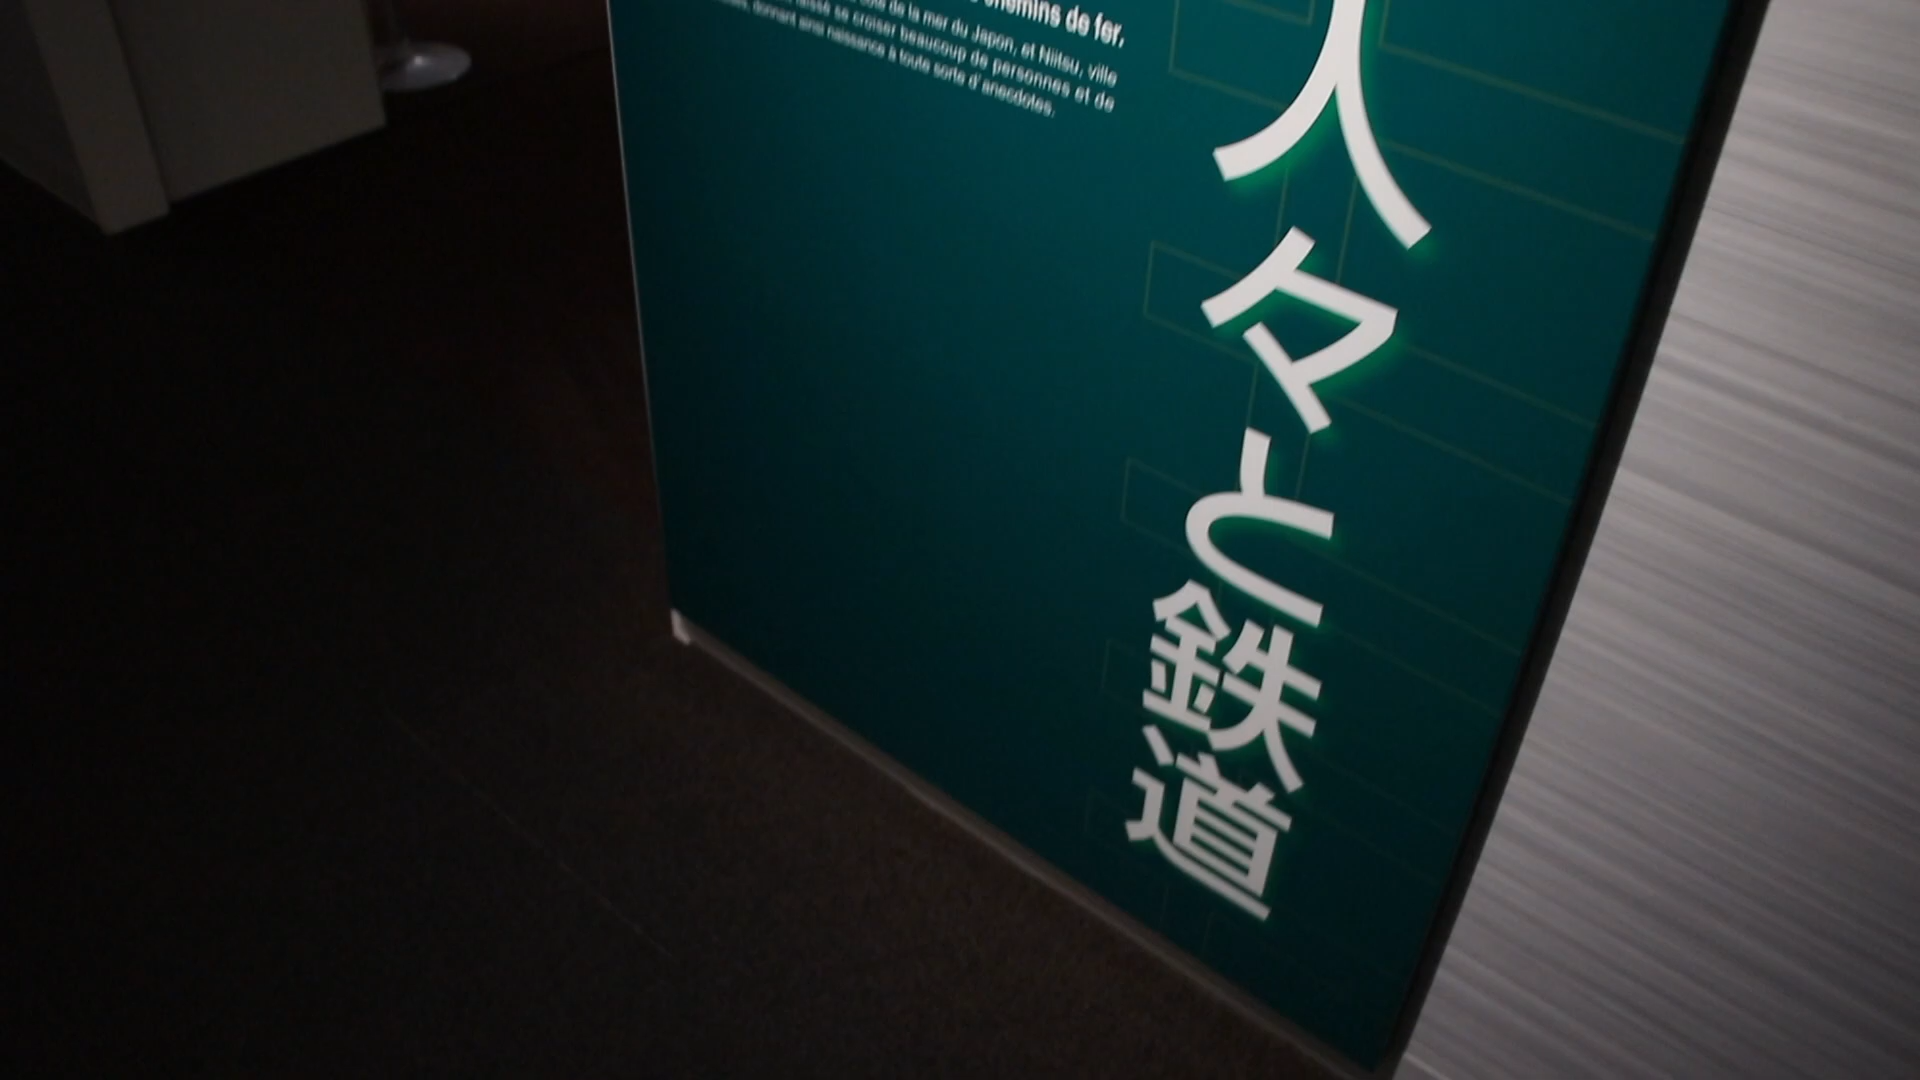 人々と鉄道
chemins de fer.
de la mer du Japon, et Niitsu, ville
laissé se croiser beaucoup de personnes et de
donnant ainsi naissance à toute sorte d'anecdotes.